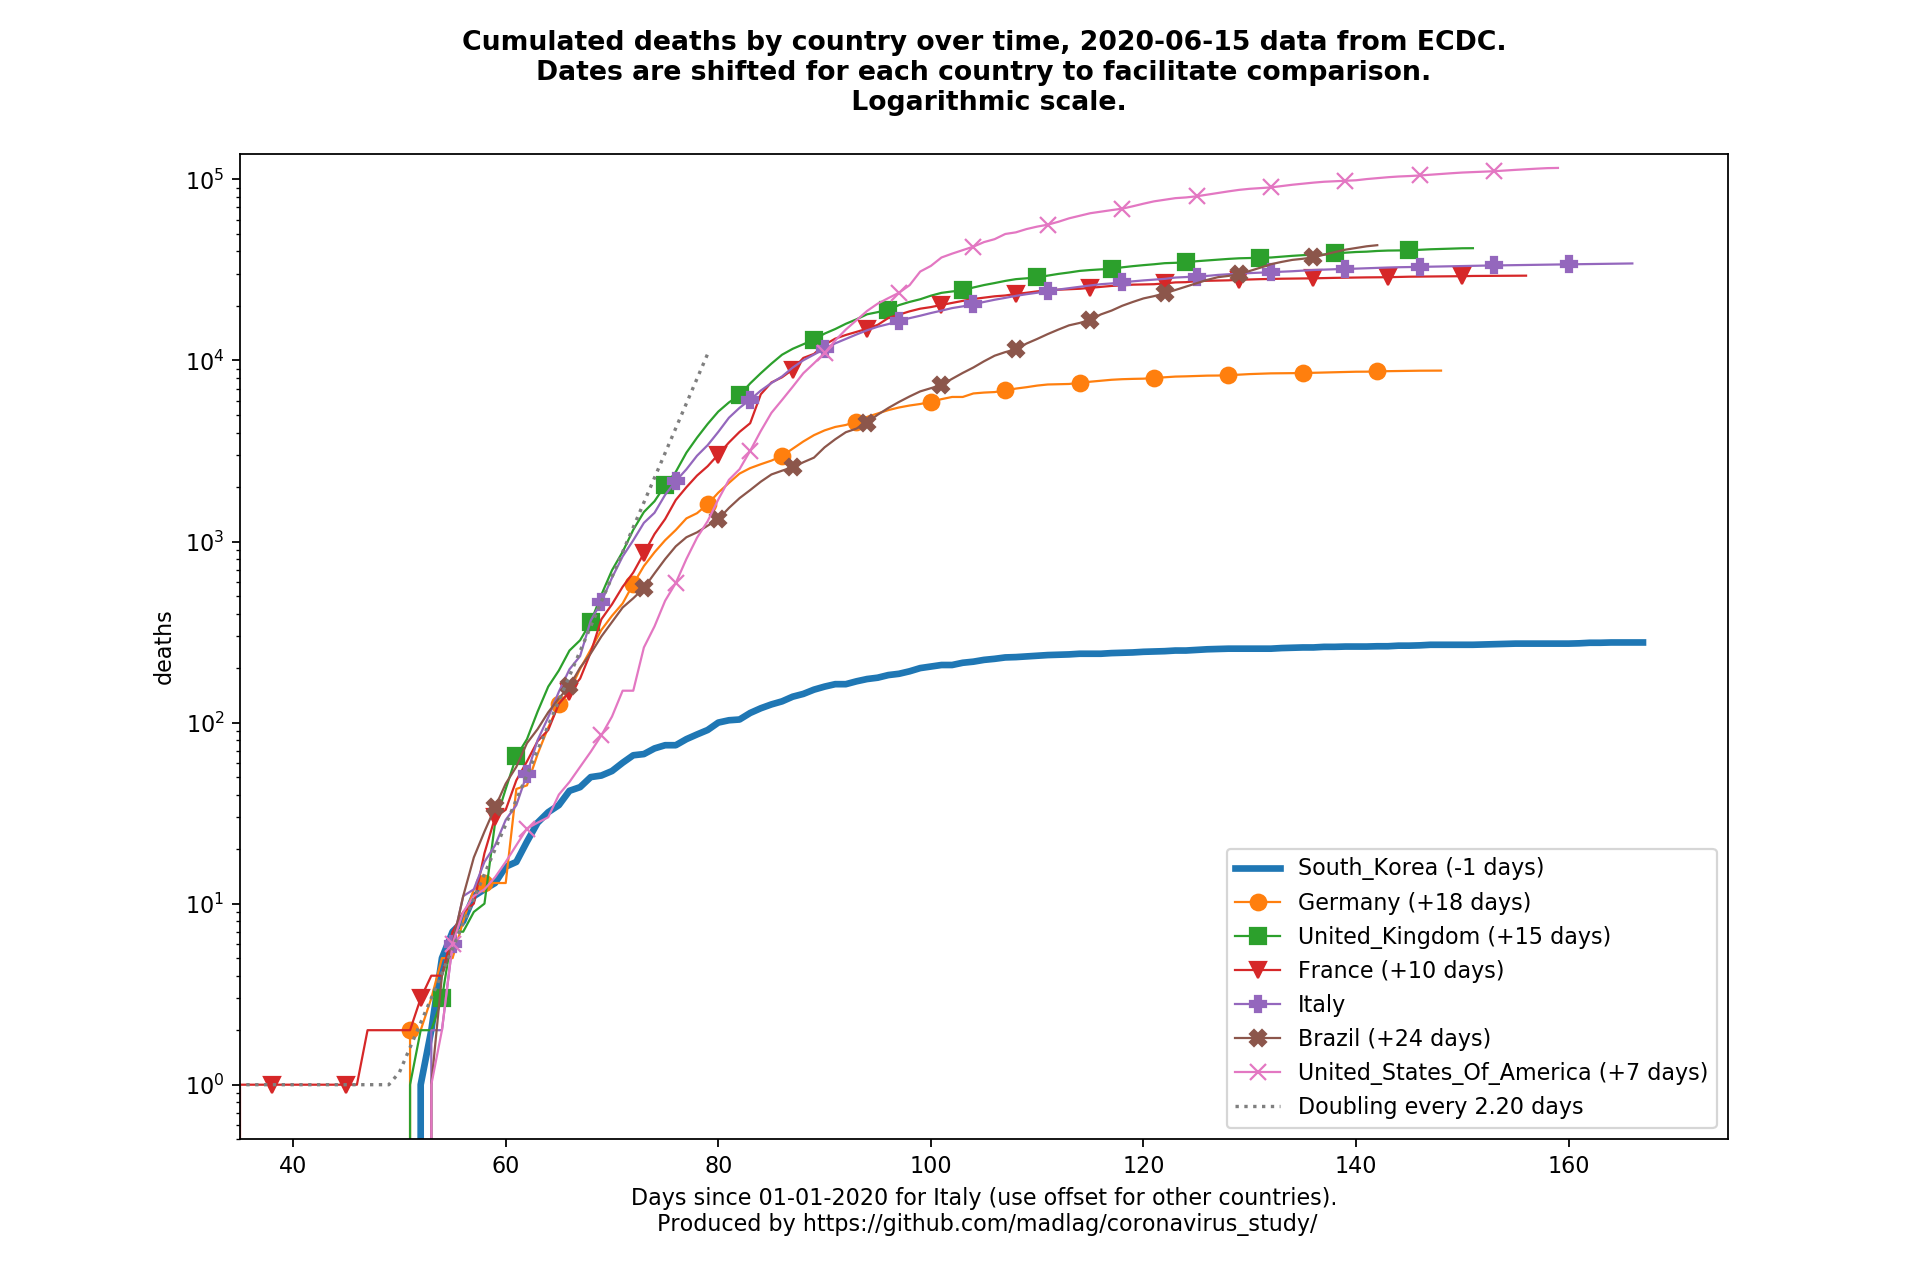 Cumulated deaths by country over time, 2020-06-15 data from ECDC.
Dates are shifted for each country to facilitate comparison.
Logarithmic scale.
10^5
10^4
10^3
10^2
10^1
10^0
deaths
South_Korea (-1 days)
Germany (+18 days)
United_Kingdom (+15 days)
France (+10 days)
Italy
Brazil (+24 days)
United_States_Of_America (+7 days)
Doubling every 2.20 days
40 60 80 100 120 140 160
Days since 01-01-2020 for Italy (use offset for other countries).
Produced by https://github.com/madlag/coronavirus_study/